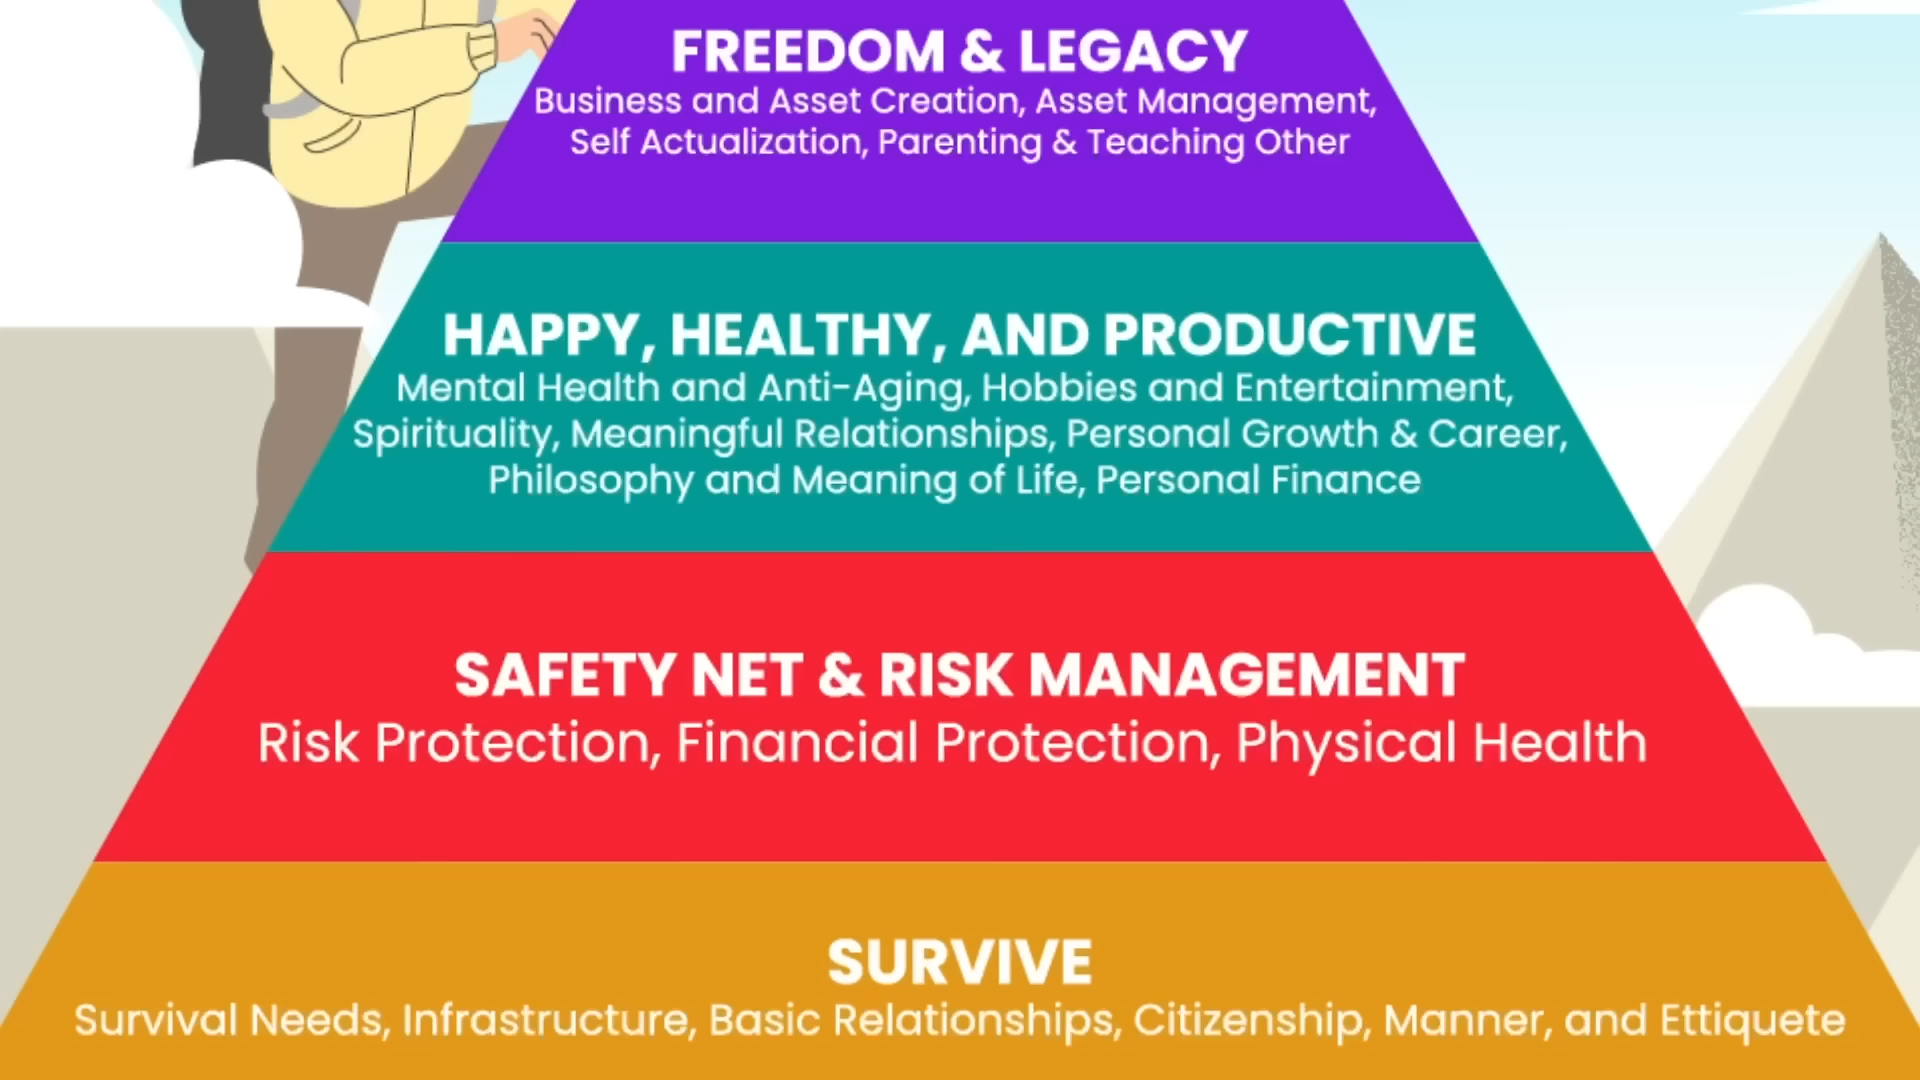 FREEDOM & LEGACY
Business and Asset Creation, Asset Management,
Self Actualization, Parenting & Teaching Other
HAPPY, HEALTHY, AND PRODUCTIVE
Mental Health and Anti-Aging, Hobbies and Entertainment,
Spirituality, Meaningful Relationships, Personal Growth & Career,
Philosophy and Meaning of Life, Personal Finance
SAFETY NET & RISK MANAGEMENT
Risk Protection, Financial Protection, Physical Health
SURVIVE
Survival Needs, Infrastructure, Basic Relationships, Citizenship, Manner, and Ettiquete